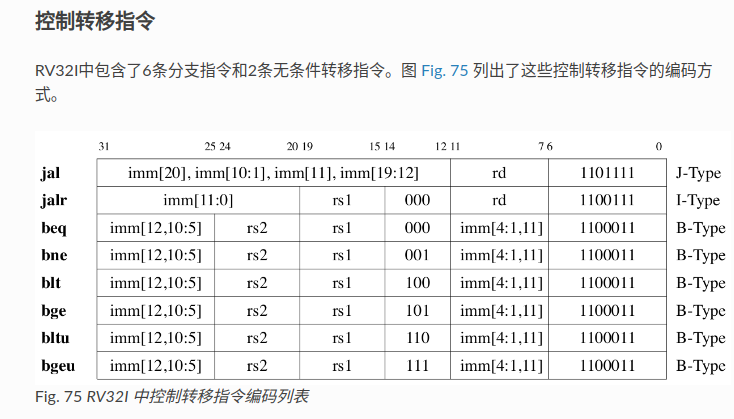 控制转移指令
RV32I中包含了6条分支指令和2条无条件转移指令。图 Fig. 75 列出了这些控制转移指令的编码方
式。
31 25 24 20 19 15 14 12 11 7 6 0
jal imm[20], imm[10:1], imm[11], imm[19:12] rd 1101111 J-Type
jalr imm[11:0] rs1 000 rd 1100111 I-Type
beq imm[12,10:5] rs2 rs1 000 imm[4:1,11] 1100011 B-Type
bne imm[12,10:5] rs2 rs1 001 imm[4:1,11] 1100011 B-Type
blt imm[12,10:5] rs2 rs1 100 imm[4:1,11] 1100011 B-Type
bge imm[12,10:5] rs2 rs1 101 imm[4:1,11] 1100011 B-Type
bltu imm[12,10:5] rs2 rs1 110 imm[4:1,11] 1100011 B-Type
bgeu imm[12,10:5] rs2 rs1 111 imm[4:1,11] 1100011 B-Type
Fig. 75 RV32I 中控制转移指令编码列表